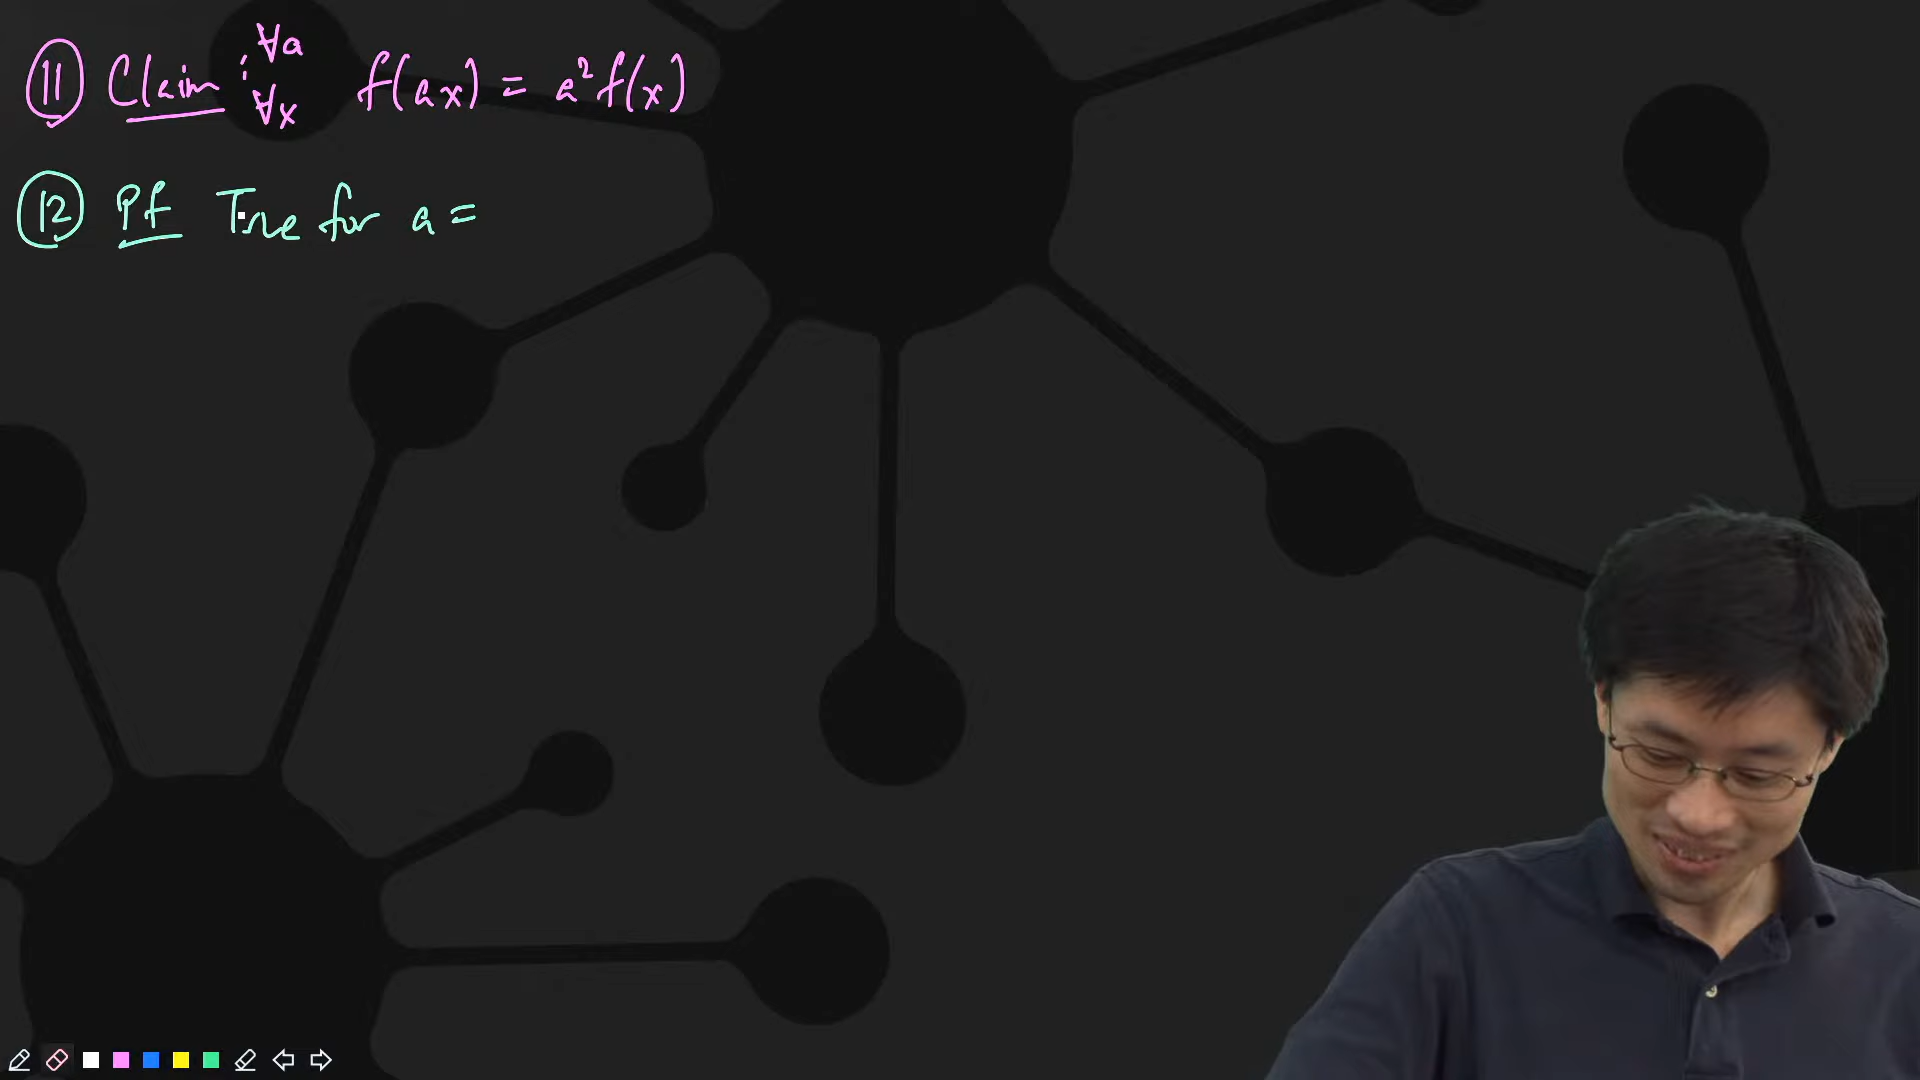 ⑪ Claim : ∀a ∀x f(ax) = a²f(x)
⑫ Pf True for a =